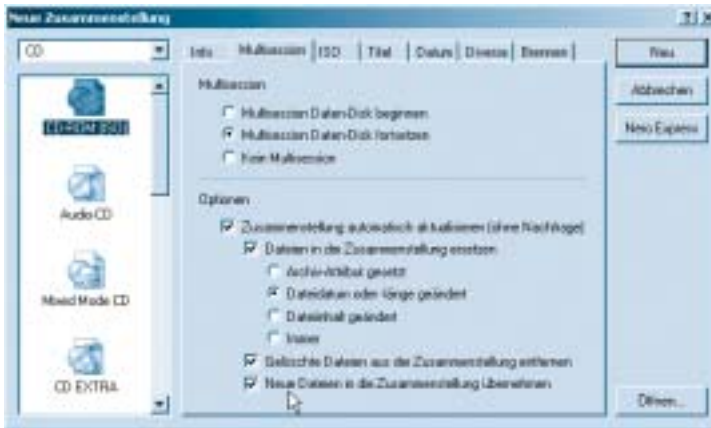 Neue Zusammenstellung
CD
Info Multisession ISO Titel Datum Diverse Brennen
Neu
Abbrechen
Nero Express
CD-ROM (ISO)
Audio CD
Mixed Mode CD
CD EXTRA
Multisession
Multisession Daten-Disk beginnen
Multisession Daten-Disk fortsetzen
Kein Multisession
Optionen
Zusammenstellung automatisch aktualisieren (ohne Nachfrage)
Dateien in die Zusammenstellung ersetzen
Archiv-Attribut gesetzt
Dateidatum oder -länge geändert
Dateiinhalt geändert
Immer
Gelöschte Dateien aus der Zusammenstellung entfernen
Neue Dateien in die Zusammenstellung übernehmen
Öffnen...